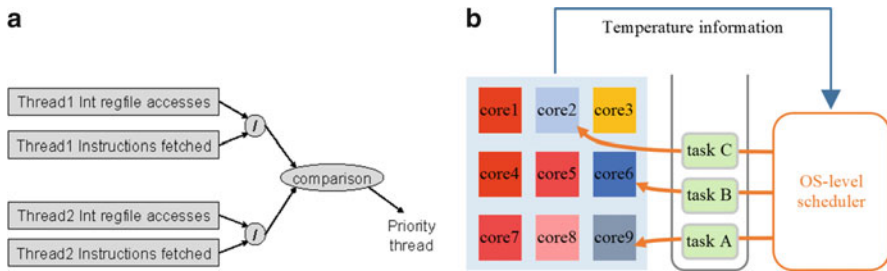 a
Thread1 Int regfile accesses
Thread1 Instructions fetched
/
comparison
Thread2 Int regfile accesses
Thread2 Instructions fetched
/
Priority
thread
b
Temperature information
core1 core2 core3
core4 core5 core6
core7 core8 core9
task C
task B
task A
OS-level
scheduler